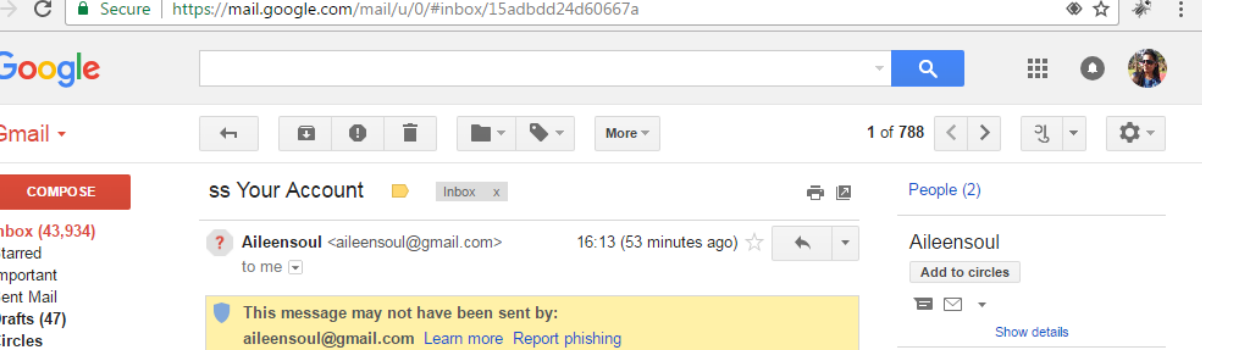 Secure https://mail.google.com/mail/u/0/#inbox/15adbdd24d60667a
Google
Gmail
More
1 of 788
ગુ
COMPOSE
ss Your Account
Inbox x
People (2)
nbox (43,934)
tarred
mportant
ent Mail
rafts (47)
ircles
? Aileensoul <aileensoul@gmail.com> 16:13 (53 minutes ago)
to me
Aileensoul
Add to circles
Show details
This message may not have been sent by:
aileensoul@gmail.com Learn more Report phishing